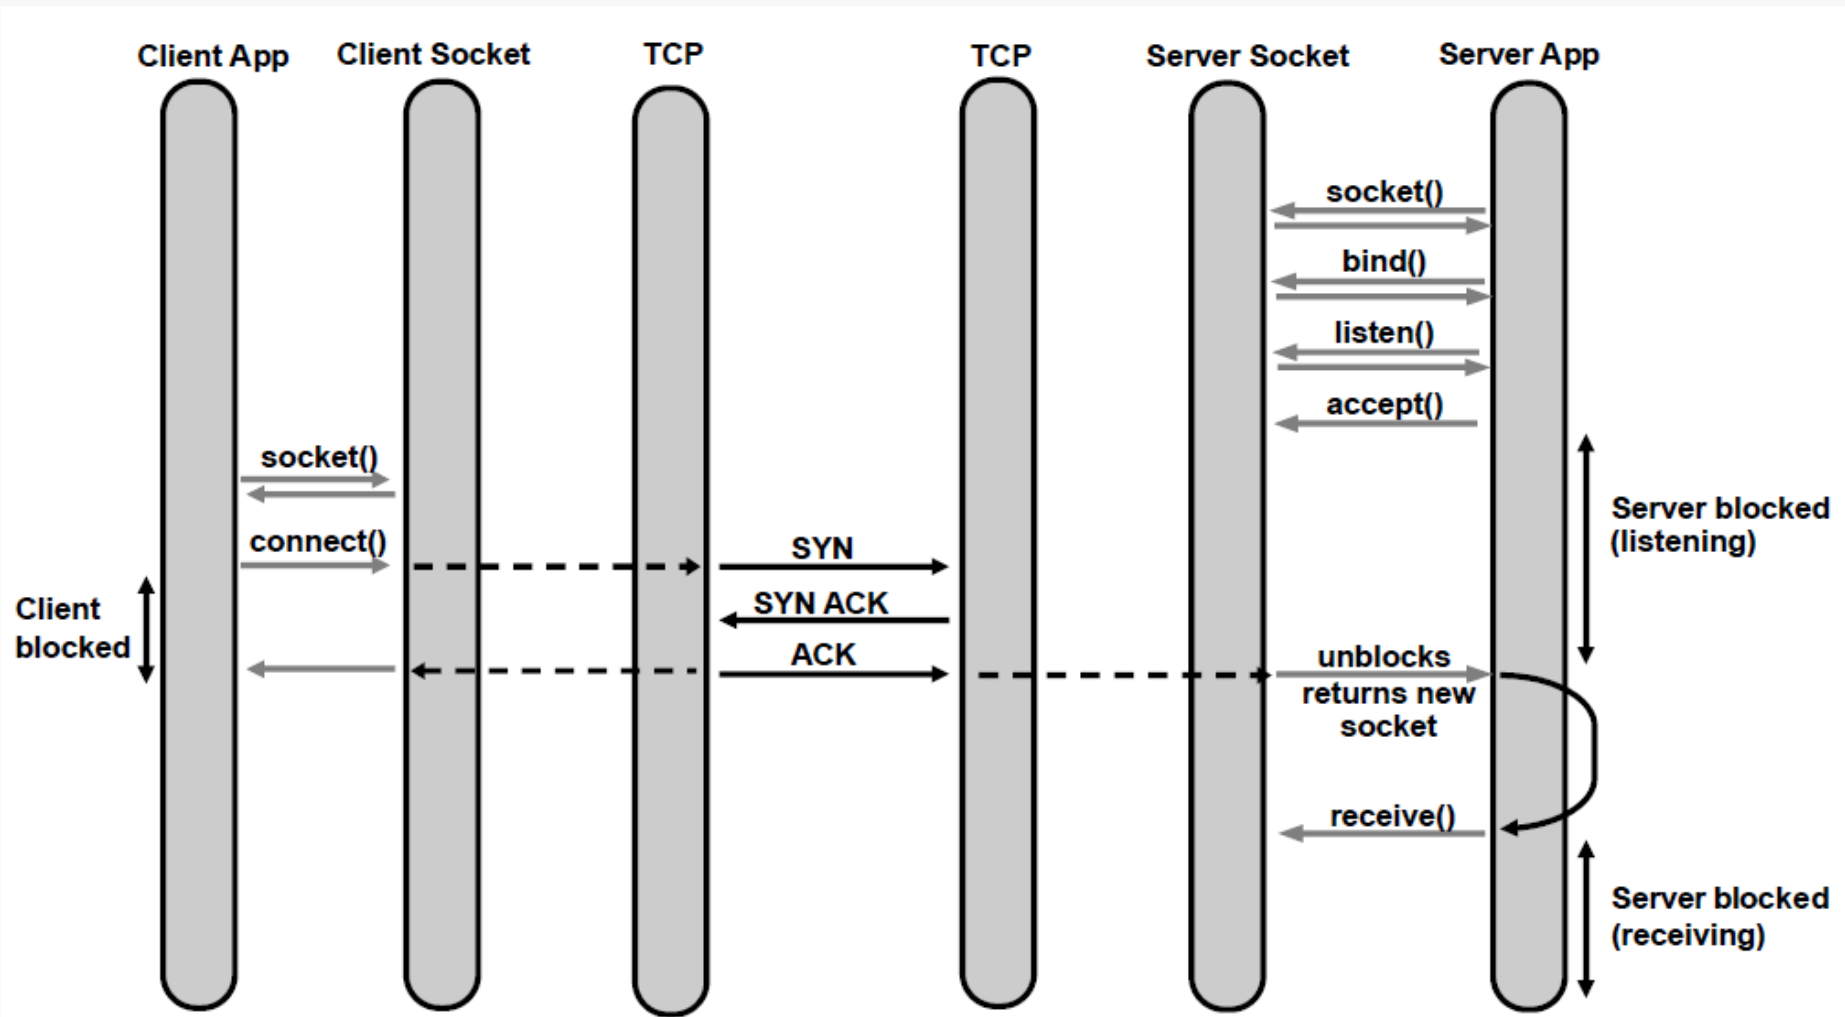 Client App
Client Socket
TCP
TCP
Server Socket
Server App
socket()
bind()
listen()
accept()
socket()
connect()
Client
blocked
SYN
SYN ACK
ACK
Server blocked
(listening)
unblocks
returns new
socket
receive()
Server blocked
(receiving)